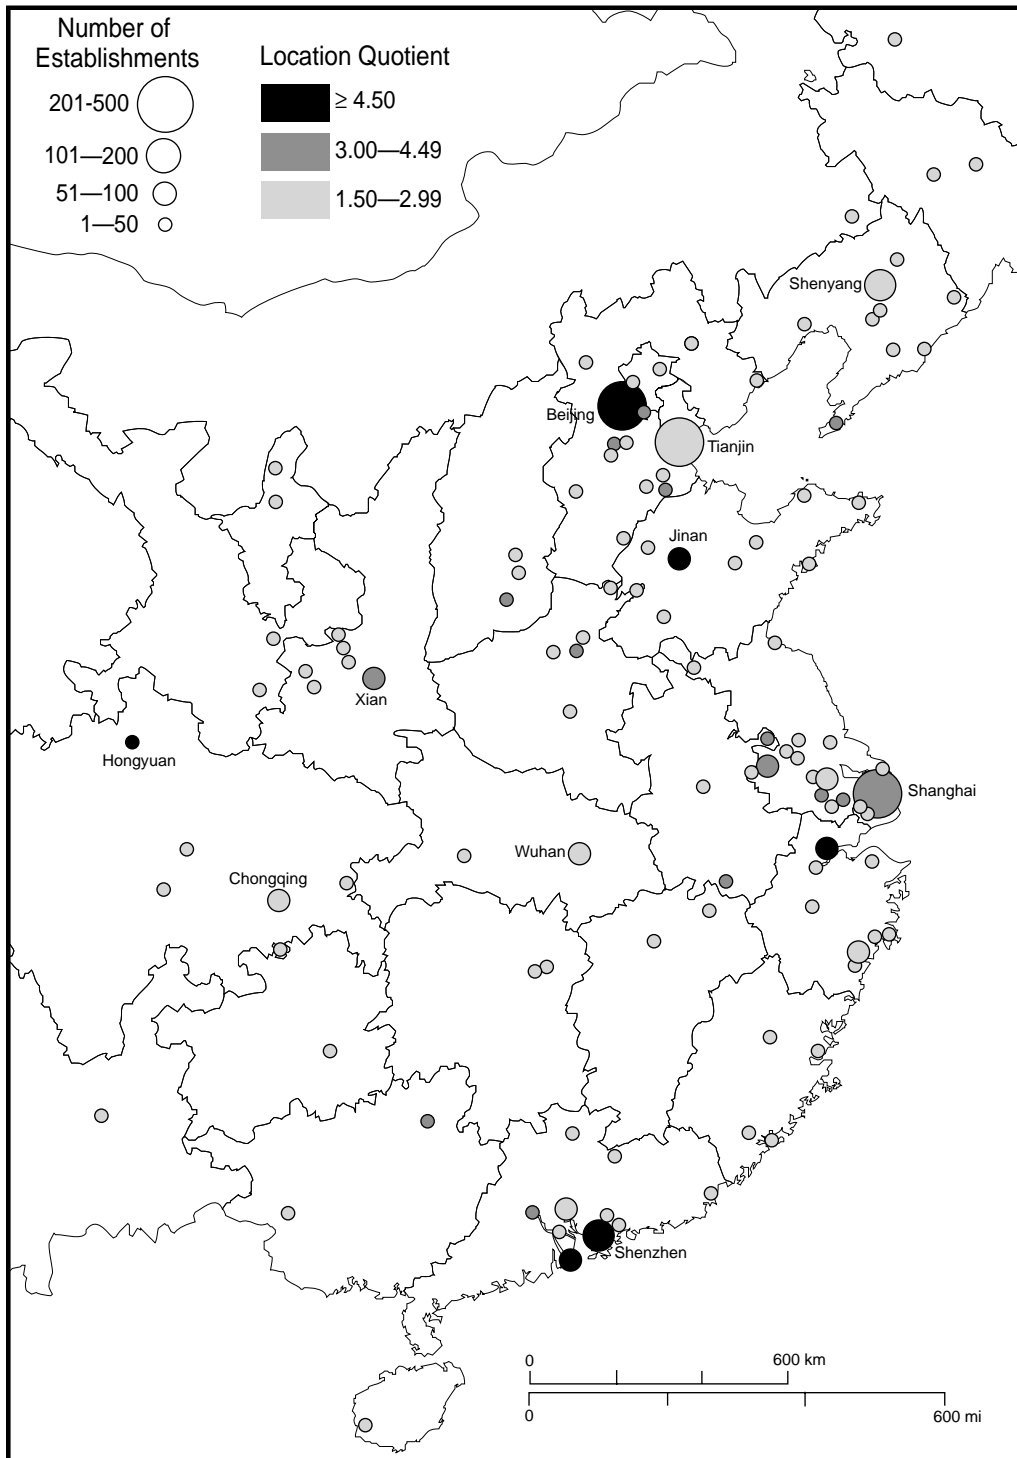 Number of
Establishments
201-500
101—200
51—100
1—50
Location Quotient
≥ 4.50
3.00—4.49
1.50—2.99
Shenyang
Beijing
Tianjin
Jinan
Xian
Hongyuan
Shanghai
Wuhan
Chongqing
Shenzhen
0 600 km
0 600 mi